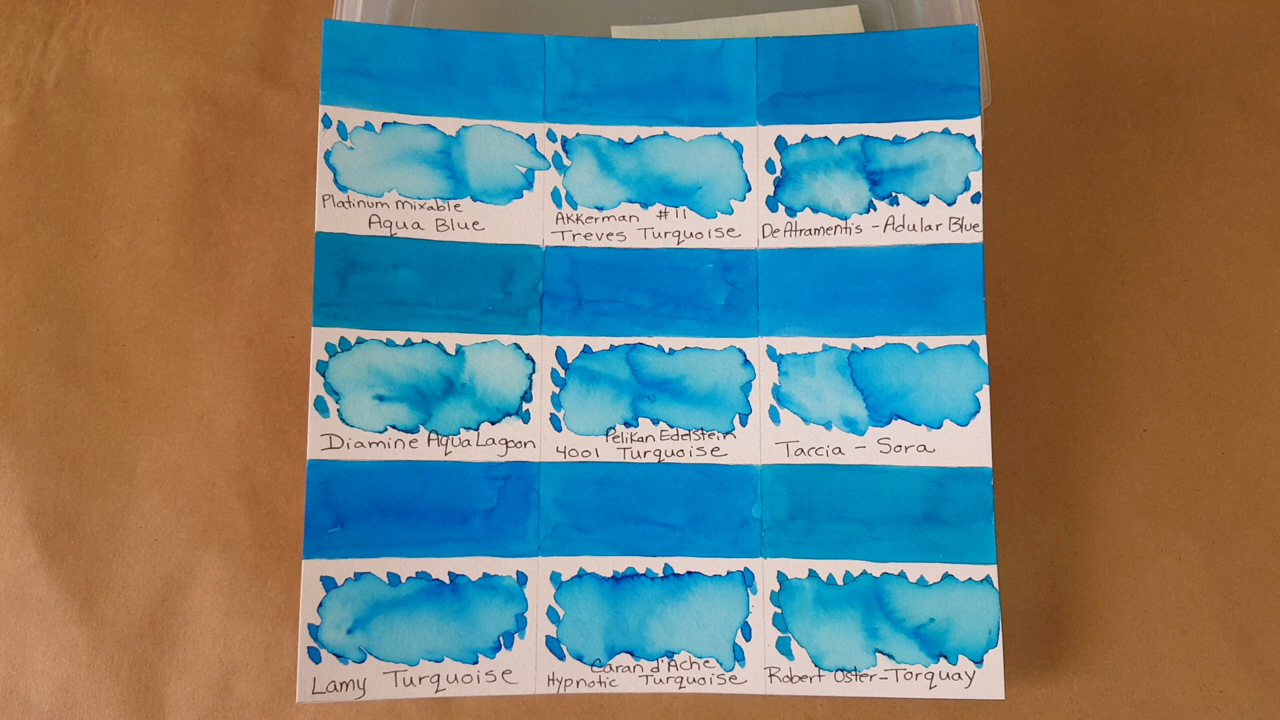 Platinum Mixable
Aqua Blue
Akkerman #11
Treves Turquoise
De Atramentis - Adular Blue
Diamine Aqua Lagoon
Pelikan Edelstein
4001 Turquoise
Taccia - Sora
Lamy Turquoise
Caran d'Ache
Hypnotic Turquoise
Robert Oster - Torquay